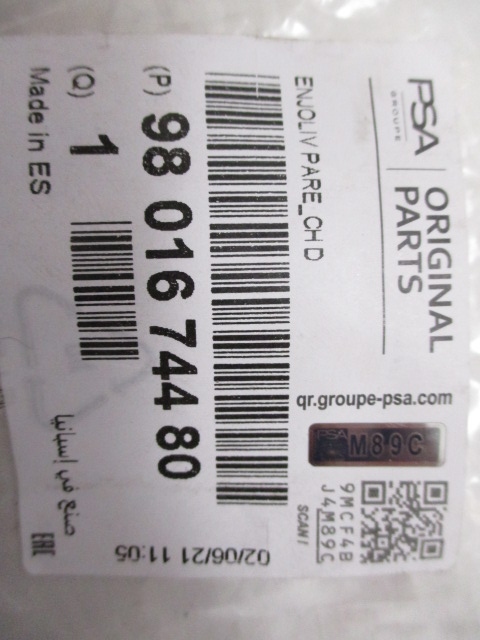 PSA
GROUPE
ORIGINAL
PARTS
ENJOLIV PARE_CH D
(P) 98 016 744 80
(Q) 1
Made in ES
صنع في إسبانيا
EAC
qr.groupe-psa.com
PSA M89C
9MCF4B
J4M89C
SCAN !
02/06/21 11:05